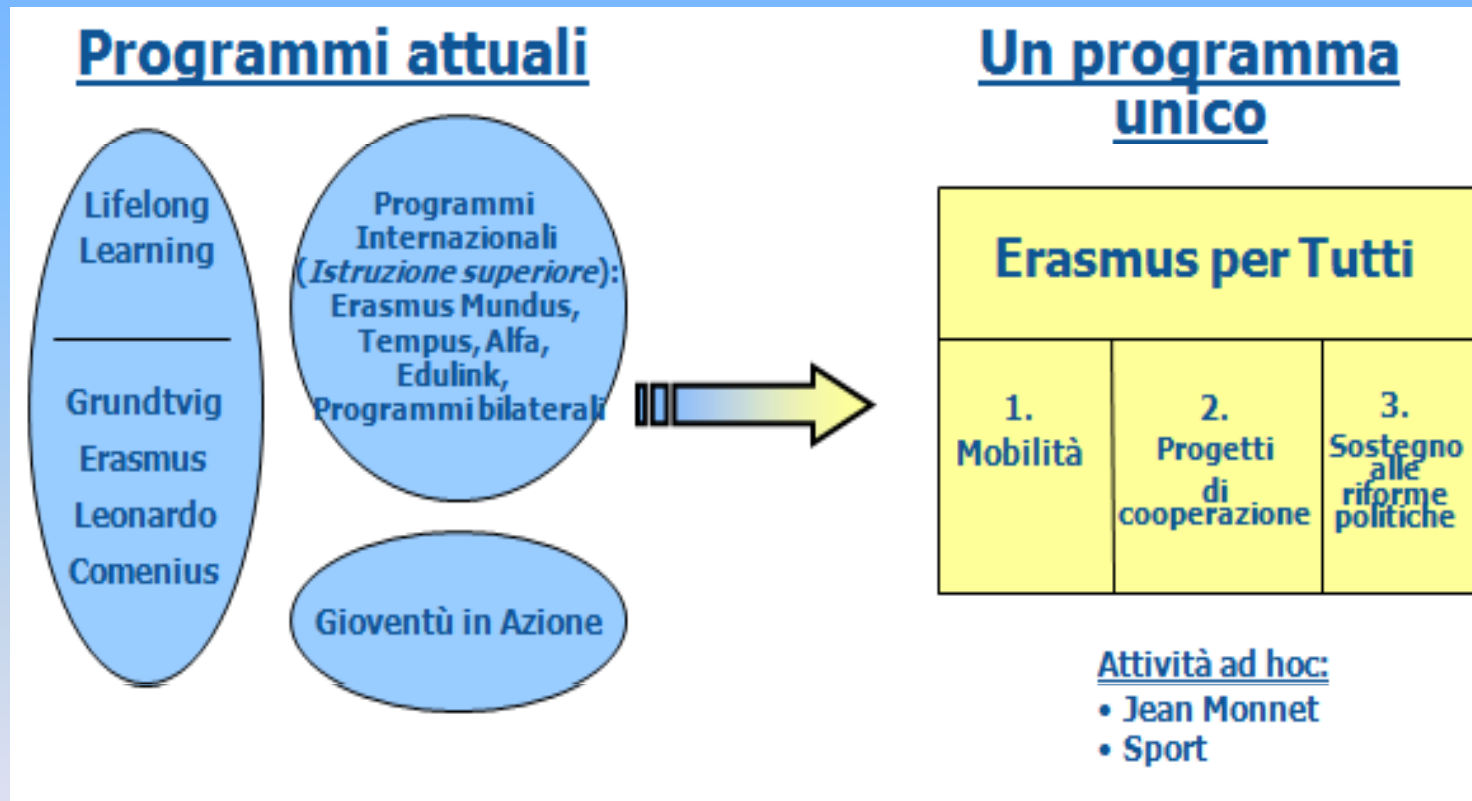 Programmi attuali
Lifelong
Learning
Grundtvig
Erasmus
Leonardo
Comenius
Programmi
Internazionali
(Istruzione superiore):
Erasmus Mundus,
Tempus, Alfa,
Edulink,
Programmi bilaterali
Gioventù in Azione
Un programma
unico
Erasmus per Tutti
1.
Mobilità
2.
Progetti
di
cooperazione
3.
Sostegno
alle
riforme
politiche
Attività ad hoc:
• Jean Monnet
• Sport